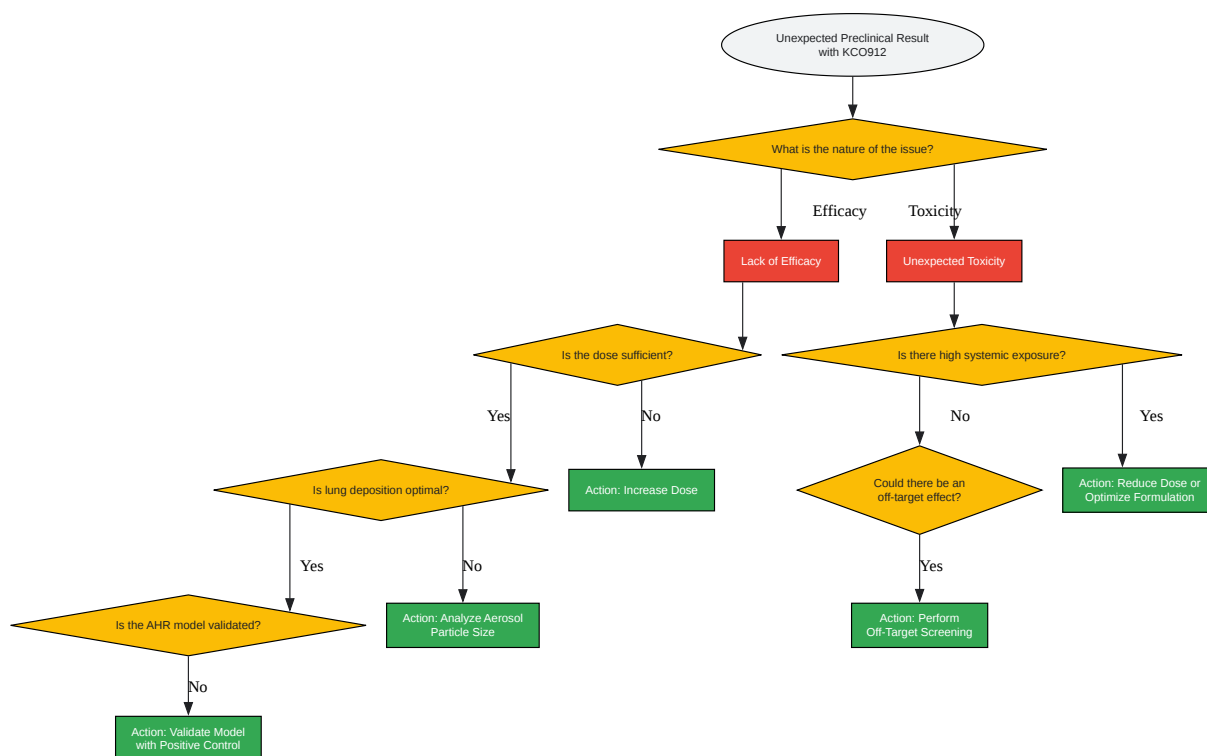 Unexpected Preclinical Result
with KCO912
What is the nature of the issue?
Efficacy
Toxicity
Lack of Efficacy
Unexpected Toxicity
Is the dose sufficient?
Is there high systemic exposure?
Yes
No
No
Yes
Is lung deposition optimal?
Action: Increase Dose
Could there be an
off-target effect?
Action: Reduce Dose or
Optimize Formulation
Yes
No
Yes
Is the AHR model validated?
Action: Analyze Aerosol
Particle Size
Action: Perform
Off-Target Screening
No
Action: Validate Model
with Positive Control